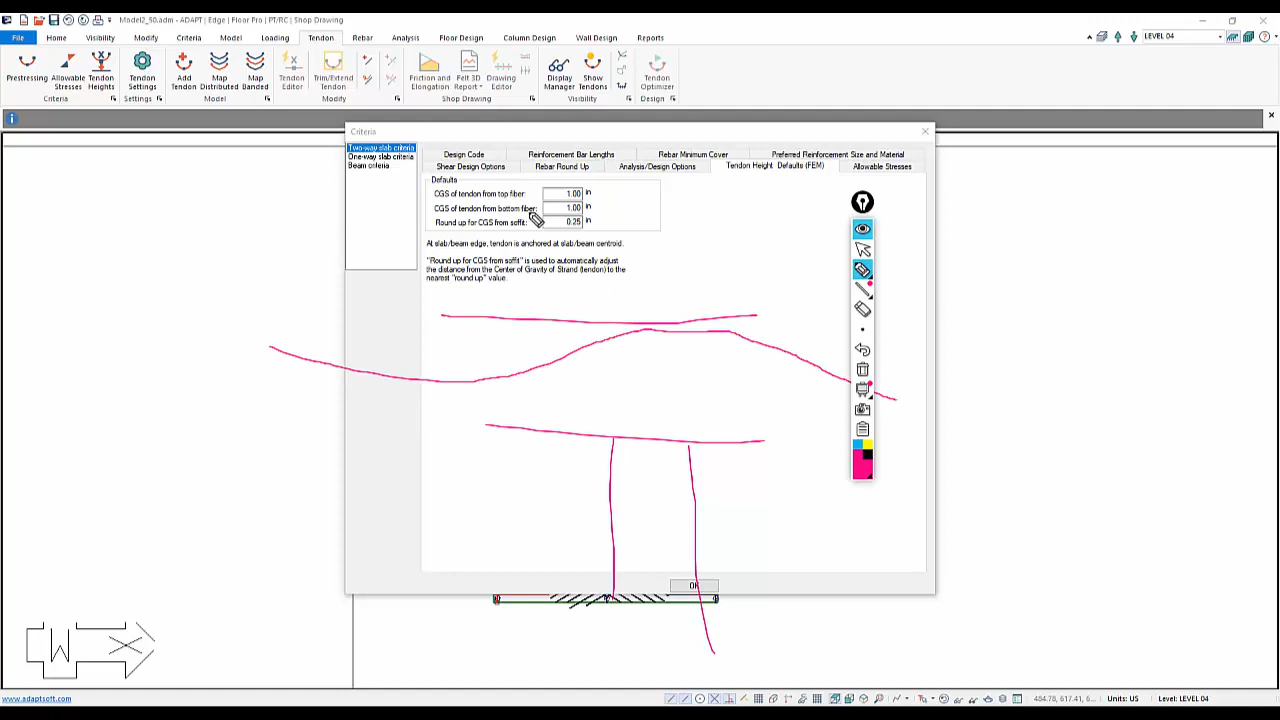 Model2_50.adm - ADAPT | Edge | Floor Pro | PT/RC | Shop Drawing
File Home Visibility Modify Criteria Model Loading Tendon Rebar Analysis Floor Design Column Design Wall Design Reports LEVEL 04
Prestressing Allowable Stresses Tendon Heights Tendon Settings Add Tendon Map Distributed Map Banded Tendon Editor Trim/Extend Tendon Friction and Elongation Felt 3D Report Drawing Editor Display Manager Show Tendons Tendon Optimizer
Criteria Settings Model Modify Shop Drawing Visibility Design
Criteria
Two-way slab criteria
One-way slab criteria
Beam criteria
Design Code Reinforcement Bar Lengths Rebar Minimum Cover Preferred Reinforcement Size and Material
Shear Design Options Rebar Round Up Analysis/Design Options Tendon Height Defaults (FEM) Allowable Stresses
Defaults
CGS of tendon from top fiber: 1.00 in
CGS of tendon from bottom fiber: 1.00 in
Round up for CGS from soffit: 0.25 in
At slab/beam edge, tendon is anchored at slab/beam centroid.
"Round up for CGS from soffit" is used to automatically adjust
the distance from the Center of Gravity of Strand (tendon) to the
nearest "round up" value.
OK
www.adaptsoft.com Units: US Level: LEVEL 04